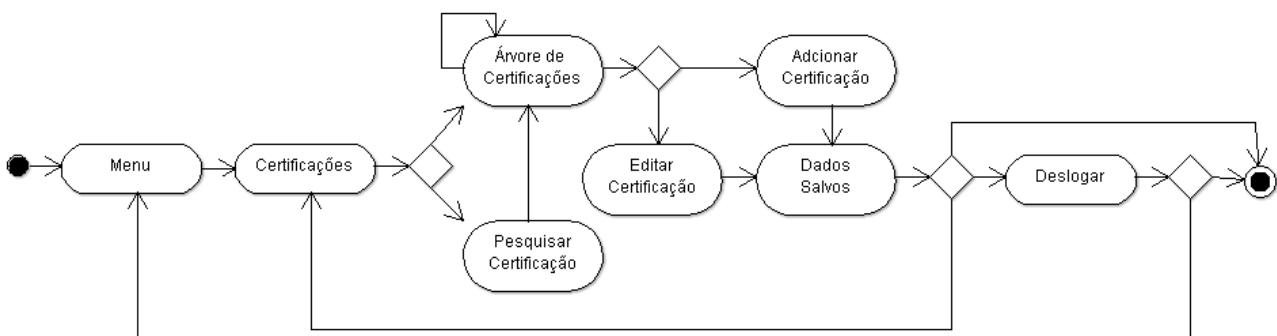 Menu
Certificações
Árvore de
Certificações
Pesquisar
Certificação
Adcionar
Certificação
Editar
Certificação
Dados
Salvos
Deslogar